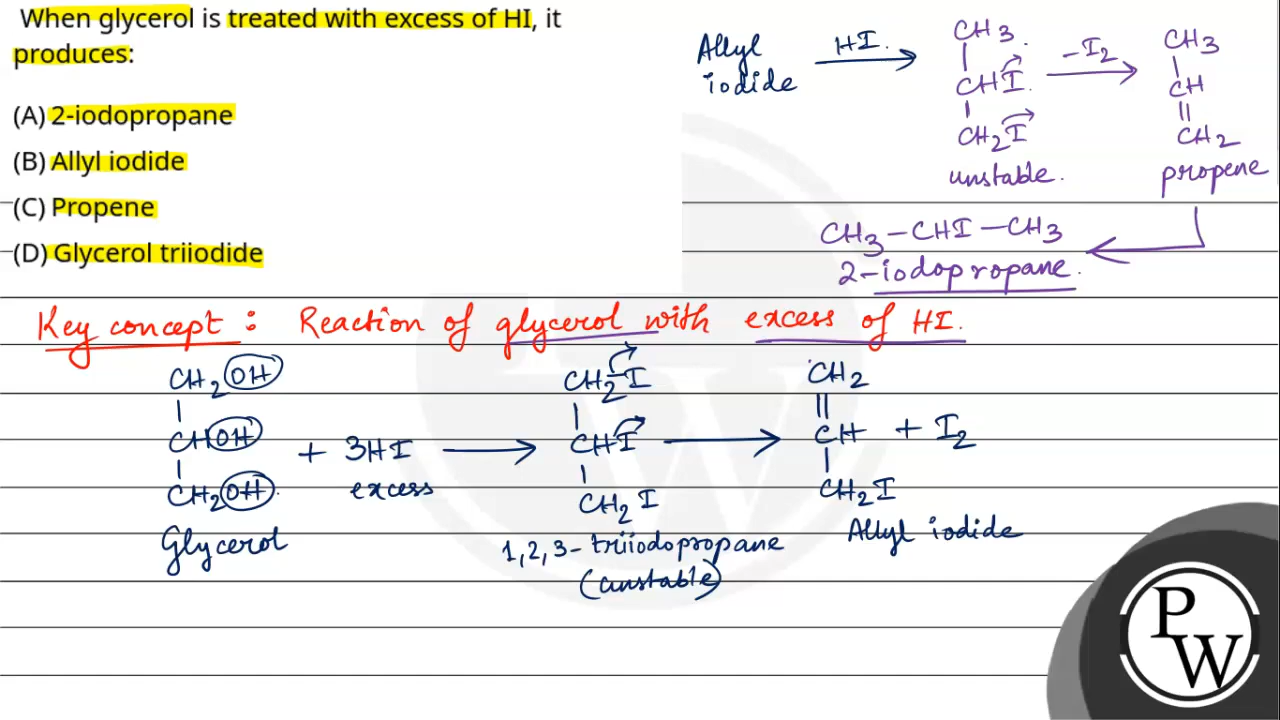 When glycerol is treated with excess of HI, it
produces:
(A) 2-iodopropane
(B) Allyl iodide
(C) Propene
(D) Glycerol triiodide
Allyl
iodide
HI.
CH3.
CHI.
CH2I
unstable.
-I2
CH3
CH
CH2
propene
CH3-CHI-CH3
2-iodopropane.
Key concept: Reaction of glycerol with excess of HI.
CH2OH
CHOH
CH2OH
Glycerol
+ 3HI
excess
CH2I
CHI
CH2I
1,2,3-triiodopropane
(unstable)
CH2
CH + I2
CH2I
Allyl iodide
P
W